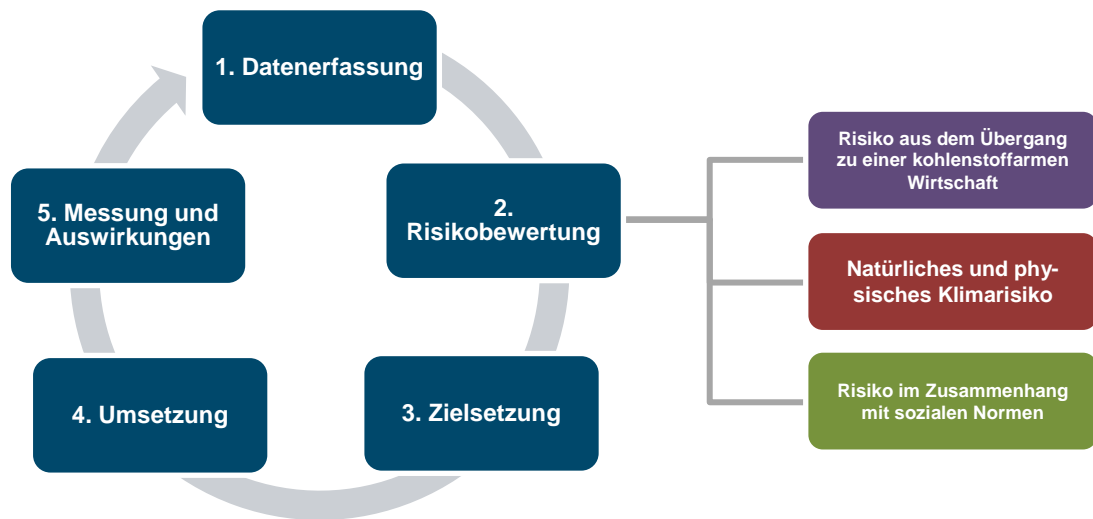 1. Datenerfassung
2.
Risikobewertung
3. Zielsetzung
4. Umsetzung
5. Messung und
Auswirkungen
Risiko aus dem Übergang
zu einer kohlenstoffarmen
Wirtschaft
Natürliches und phy-
sisches Klimarisiko
Risiko im Zusammenhang
mit sozialen Normen